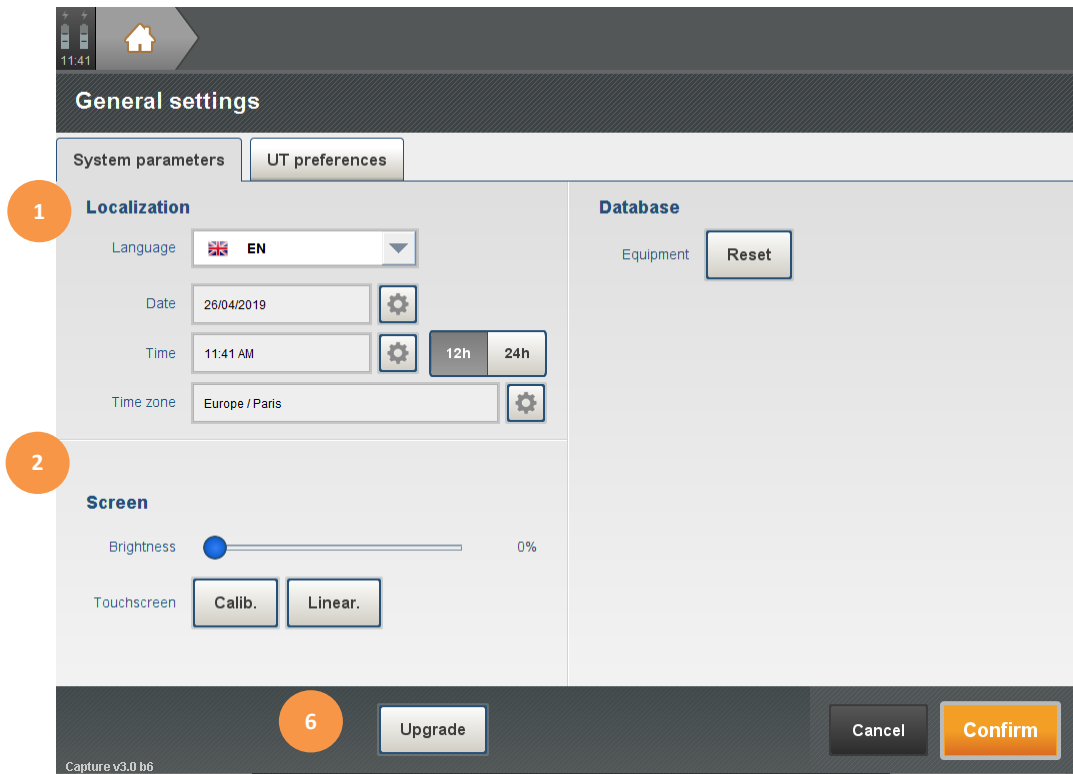 11:41
General settings
System parameters
UT preferences
1
Localization
Language
EN
Date
26/04/2019
Time
11:41 AM
12h
24h
Time zone
Europe / Paris
Database
Equipment
Reset
2
Screen
Brightness
0%
Touchscreen
Calib.
Linear.
6
Upgrade
Cancel
Confirm
Capture v3.0 b6